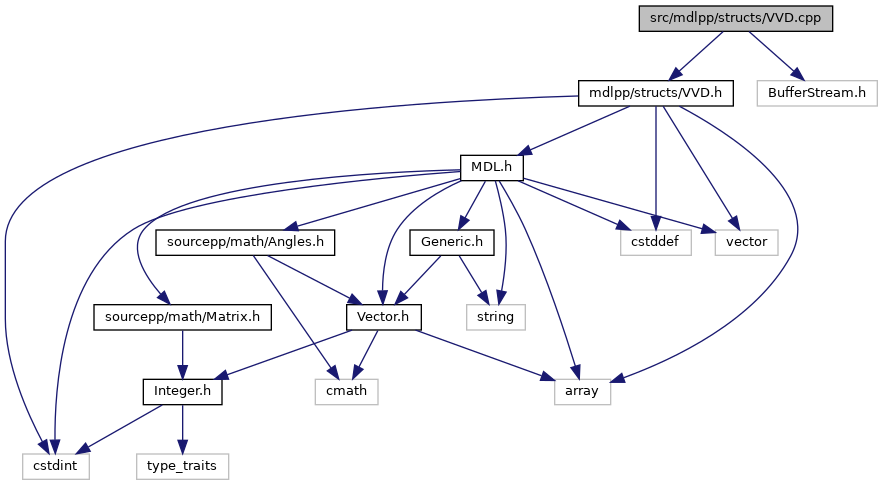 src/mdlpp/structs/VVD.cpp
mdlpp/structs/VVD.h
BufferStream.h
MDL.h
sourcepp/math/Angles.h
Generic.h
cstddef
vector
sourcepp/math/Matrix.h
Vector.h
string
Integer.h
cmath
array
cstdint
type_traits